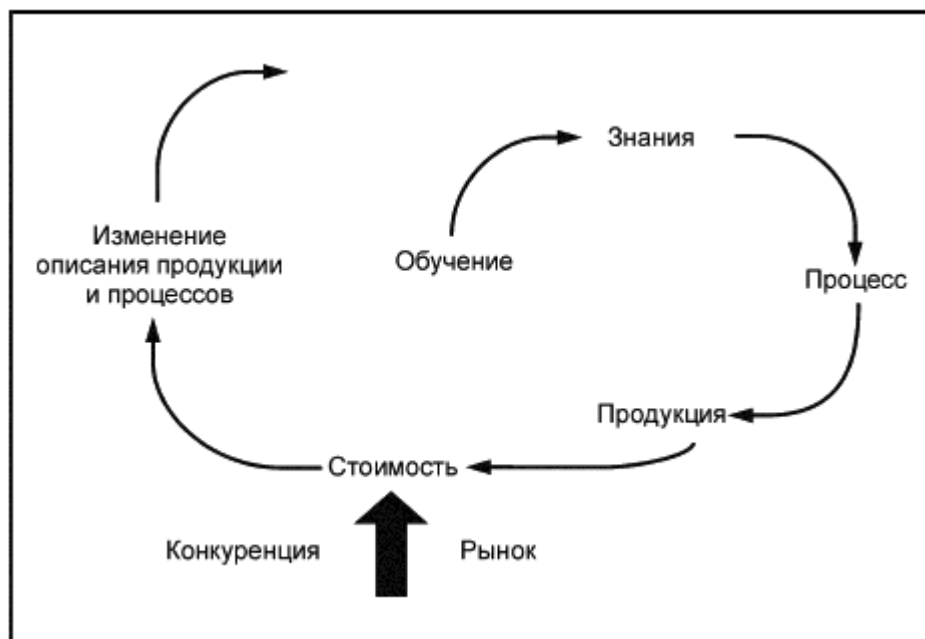 Знания
Изменение
описания продукции
и процессов
Обучение
Процесс
Продукция
Стоимость
Конкуренция
Рынок